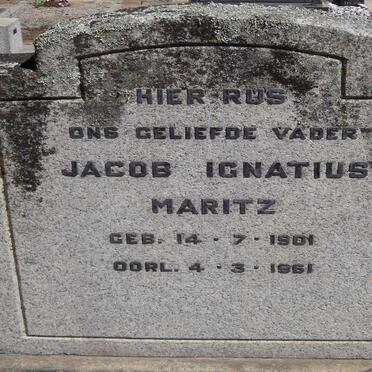 HIER RUS
ONS GELIEFDE VADER
JACOB IGNATIUS
MARITZ
GEB. 14 · 7 · 1901
OORL. 4 · 3 · 1961